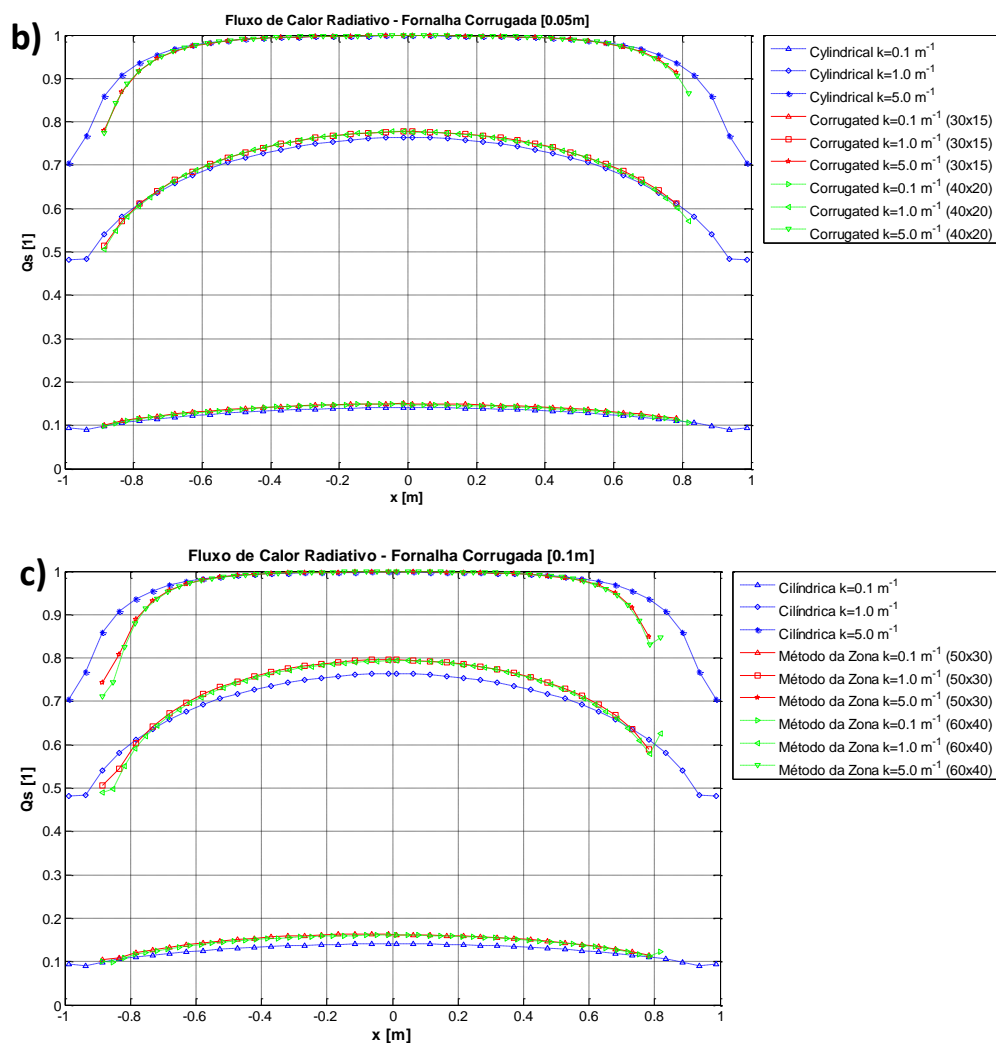 b)
Fluxo de Calor Radiativo - Fornalha Corrugada [0.05m]
1
0.9
0.8
0.7
0.6
0.5
0.4
0.3
0.2
0.1
0
Qs [1]
-1 -0.8 -0.6 -0.4 -0.2 0 0.2 0.4 0.6 0.8 1
x [m]
Cylindrical k=0.1 m-1
Cylindrical k=1.0 m-1
Cylindrical k=5.0 m-1
Corrugated k=0.1 m-1 (30x15)
Corrugated k=1.0 m-1 (30x15)
Corrugated k=5.0 m-1 (30x15)
Corrugated k=0.1 m-1 (40x20)
Corrugated k=1.0 m-1 (40x20)
Corrugated k=5.0 m-1 (40x20)
c)
Fluxo de Calor Radiativo - Fornalha Corrugada [0.1m]
1
0.9
0.8
0.7
0.6
0.5
0.4
0.3
0.2
0.1
0
Qs [1]
-1 -0.8 -0.6 -0.4 -0.2 0 0.2 0.4 0.6 0.8 1
x [m]
Cilíndrica k=0.1 m-1
Cilíndrica k=1.0 m-1
Cilíndrica k=5.0 m-1
Método da Zona k=0.1 m-1 (50x30)
Método da Zona k=1.0 m-1 (50x30)
Método da Zona k=5.0 m-1 (50x30)
Método da Zona k=0.1 m-1 (60x40)
Método da Zona k=1.0 m-1 (60x40)
Método da Zona k=5.0 m-1 (60x40)